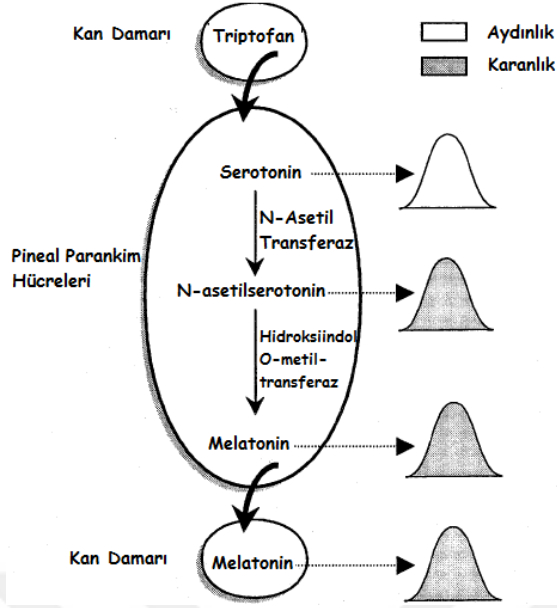 Kan Damarı
Triptofan
Aydınlık
Karanlık
Serotonin
N-Asetil
Transferaz
Pineal Parankim
Hücreleri
N-asetilserotonin
Hidroksiindol
O-metil-
transferaz
Melatonin
Kan Damarı
Melatonin